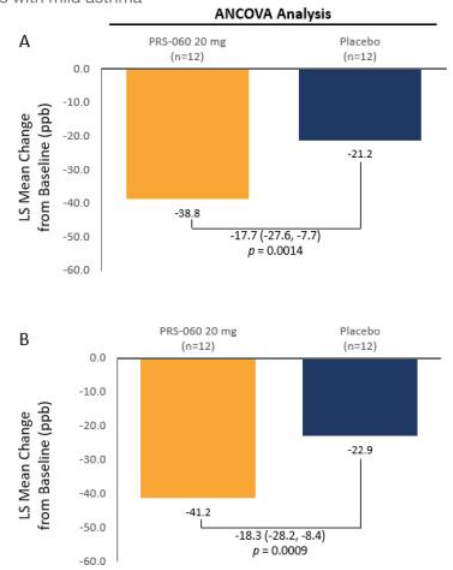 s with mild asthma
ANCOVA Analysis
A
PRS-060 20 mg
(n=12)
Placebo
(n=12)
LS Mean Change
from Baseline (ppb)
0.0
-10.0
-20.0
-30.0
-40.0
-50.0
-60.0
-21.2
-38.8
-17.7 (-27.6, -7.7)
p = 0.0014
B
PRS-060 20 mg
(n=12)
Placebo
(n=12)
LS Mean Change
from Baseline (ppb)
0.0
-10.0
-20.0
-30.0
-40.0
-50.0
-60.0
-22.9
-41.2
-18.3 (-28.2, -8.4)
p = 0.0009